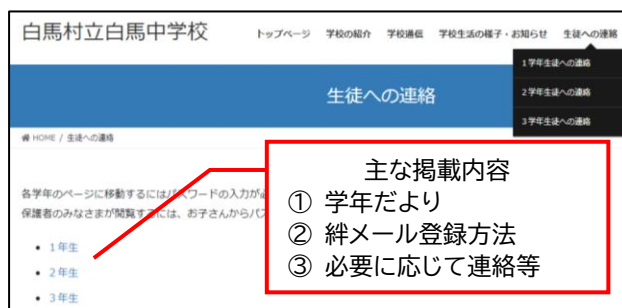 白馬村立白馬中学校
トップページ 学校の紹介 学校通信 学校生活の様子・お知らせ 生徒への連絡
1学年生徒への連絡
2学年生徒への連絡
3学年生徒への連絡
生徒への連絡
HOME / 生徒への連絡
主な掲載内容
① 学年だより
② 絆メール登録方法
③ 必要に応じて連絡等
各学年のページに移動するにはパスワードの入力が
保護者のみなさまが閲覧するには、お子さんからパ
• 1年生
• 2年生
• 3年生